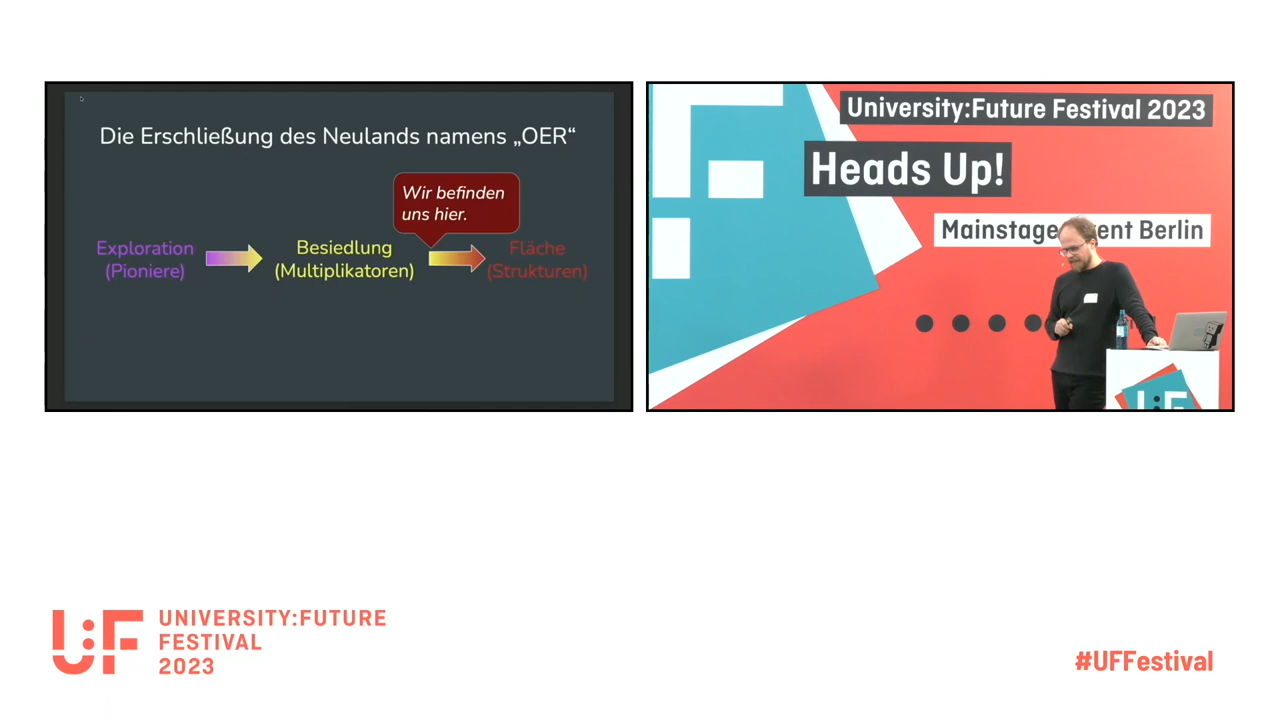 Die Erschließung des Neulands namens „OER“
Wir befinden
uns hier.
Exploration
(Pioniere)
Besiedlung
(Multiplikatoren)
Fläche
(Strukturen)
University:Future Festival 2023
Heads Up!
Mainstage
ent Berlin
U:F
U:F
UNIVERSITY:FUTURE
FESTIVAL
2023
#UFFestival